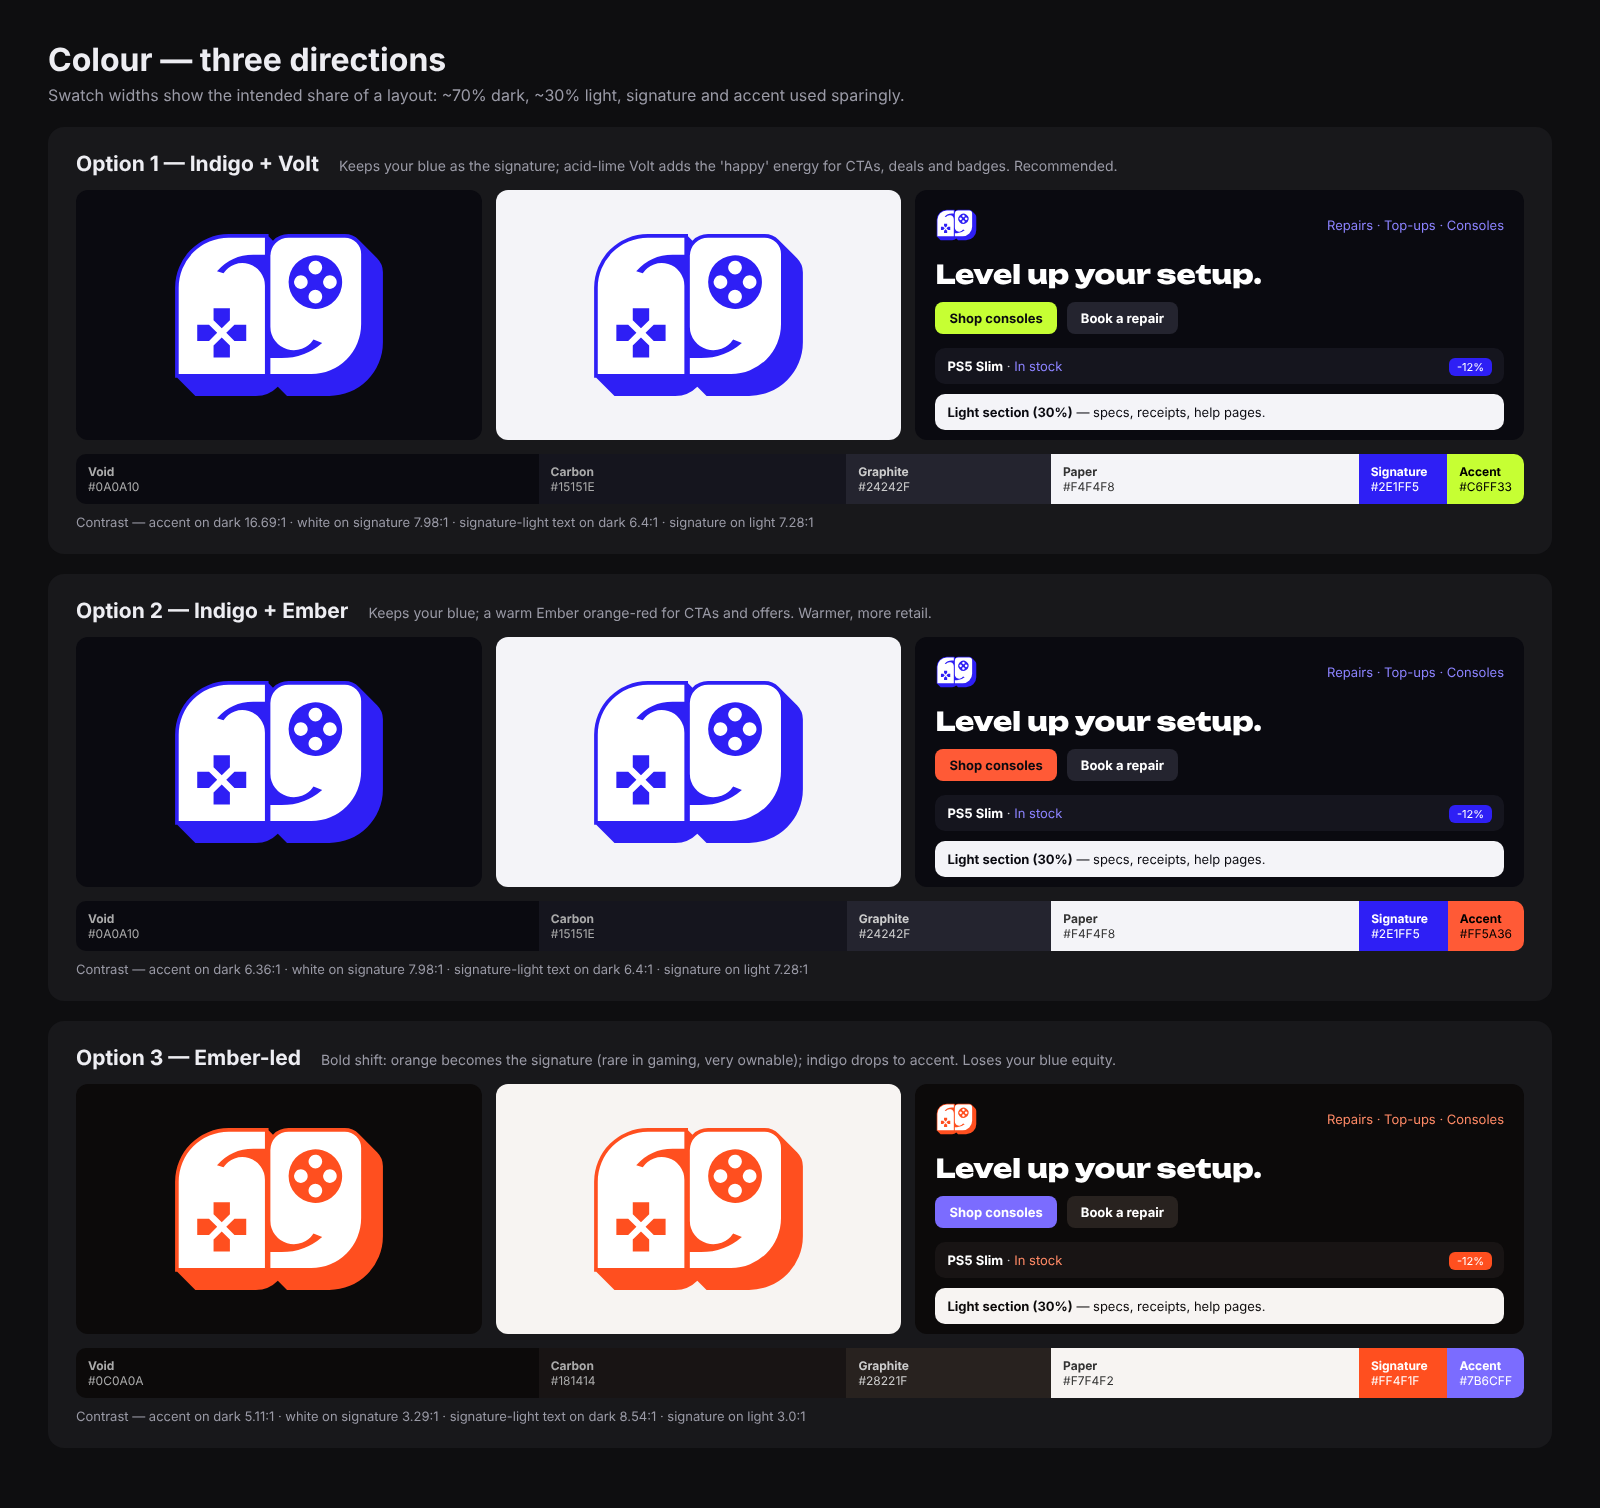 Colour — three directions
Swatch widths show the intended share of a layout: ~70% dark, ~30% light, signature and accent used sparingly.
Option 1 — Indigo + Volt Keeps your blue as the signature; acid-lime Volt adds the 'happy' energy for CTAs, deals and badges. Recommended.
Repairs · Top-ups · Consoles
Level up your setup.
Shop consoles Book a repair
PS5 Slim · In stock -12%
Light section (30%) — specs, receipts, help pages.
Void Carbon Graphite Paper Signature Accent
#0A0A10 #15151E #24242F #F4F4F8 #2E1FF5 #C6FF33
Contrast — accent on dark 16.69:1 · white on signature 7.98:1 · signature-light text on dark 6.4:1 · signature on light 7.28:1
Option 2 — Indigo + Ember Keeps your blue; a warm Ember orange-red for CTAs and offers. Warmer, more retail.
Repairs · Top-ups · Consoles
Level up your setup.
Shop consoles Book a repair
PS5 Slim · In stock -12%
Light section (30%) — specs, receipts, help pages.
Void Carbon Graphite Paper Signature Accent
#0A0A10 #15151E #24242F #F4F4F8 #2E1FF5 #FF5A36
Contrast — accent on dark 6.36:1 · white on signature 7.98:1 · signature-light text on dark 6.4:1 · signature on light 7.28:1
Option 3 — Ember-led Bold shift: orange becomes the signature (rare in gaming, very ownable); indigo drops to accent. Loses your blue equity.
Repairs · Top-ups · Consoles
Level up your setup.
Shop consoles Book a repair
PS5 Slim · In stock -12%
Light section (30%) — specs, receipts, help pages.
Void Carbon Graphite Paper Signature Accent
#0C0A0A #181414 #28221F #F7F4F2 #FF4F1F #7B6CFF
Contrast — accent on dark 5.11:1 · white on signature 3.29:1 · signature-light text on dark 8.54:1 · signature on light 3.0:1